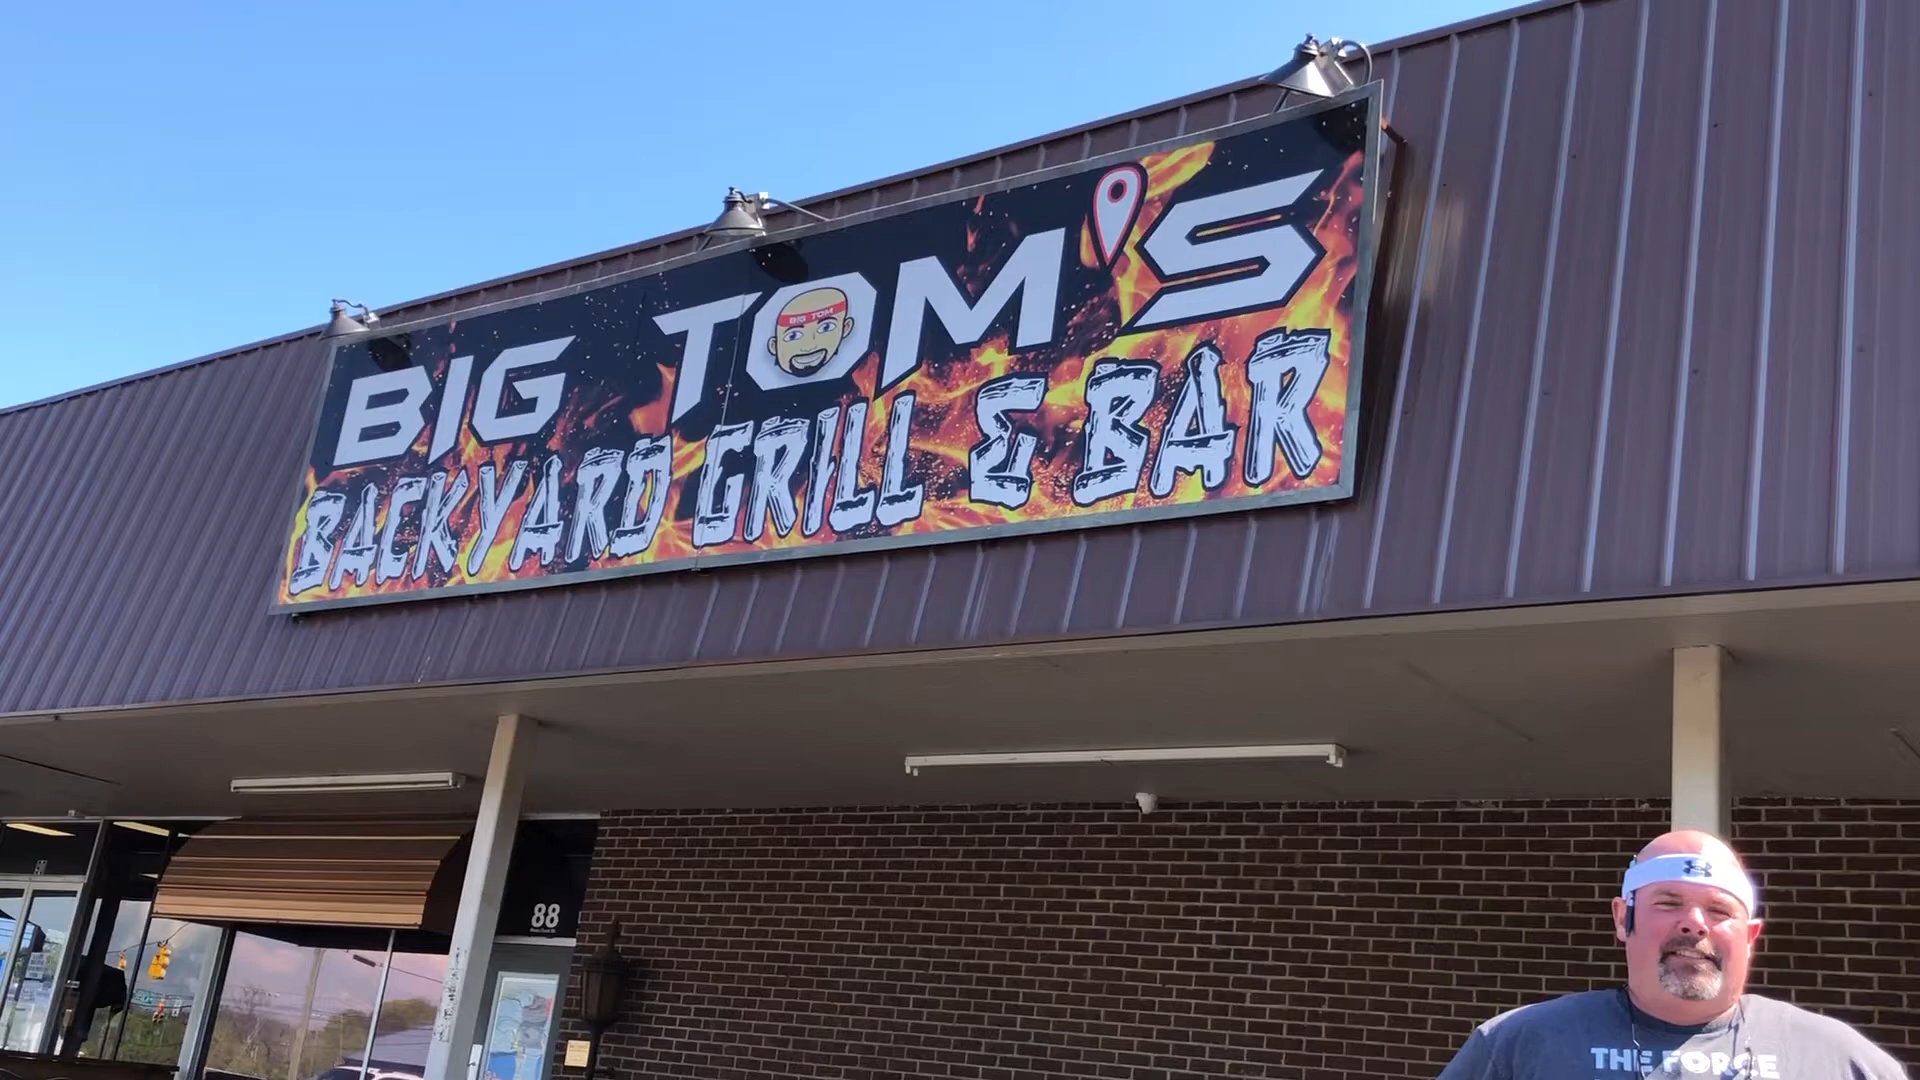 BIG TOM'S
BIG TOM
BACKYARD GRILL & BAR
88
THE FORCE